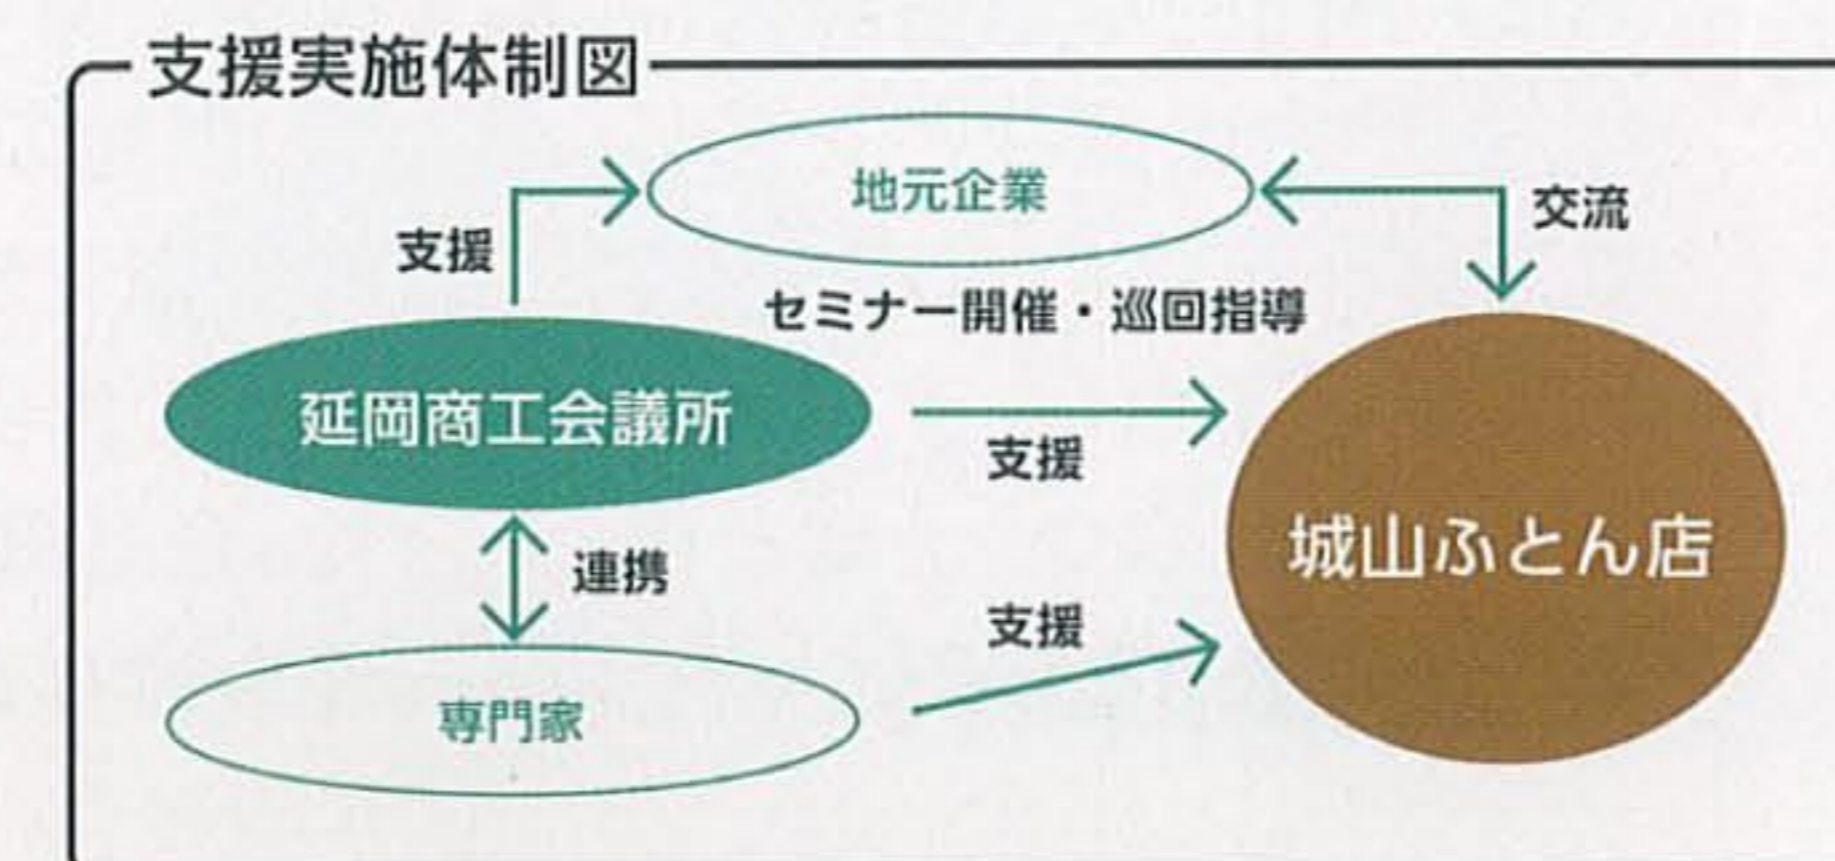 支援実施体制図
地元企業
交流
支援
セミナー開催・巡回指導
延岡商工会議所
支援
城山ふとん店
連携
支援
専門家